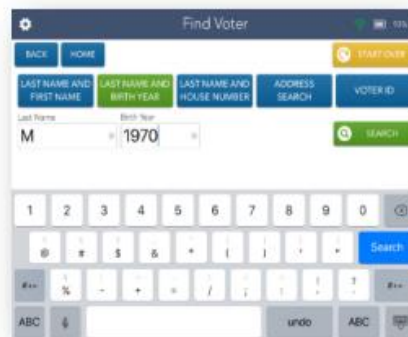 Find Voter
BACK HOME START OVER
LAST NAME AND FIRST NAME LAST NAME AND BIRTH YEAR LAST NAME AND HOUSE NUMBER ADDRESS SEARCH VOTER ID
Last Name Birth Year
M 1970 SEARCH
1 2 3 4 5 6 7 8 9 0
@ # $ & * ( ) ' "
Search
#+= % - + = / ; : #+=
ABC undo ABC